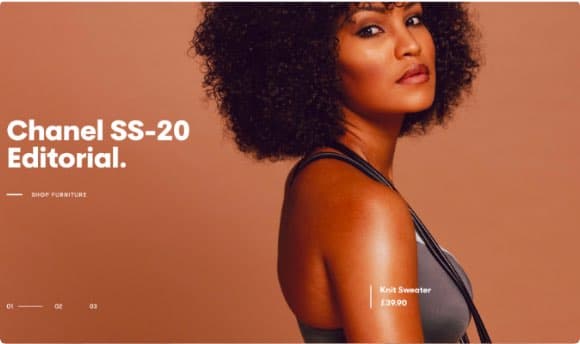 Chanel SS-20
Editorial.
SHOP FURNITURE
Knit Sweater
£39.90
01
02
03